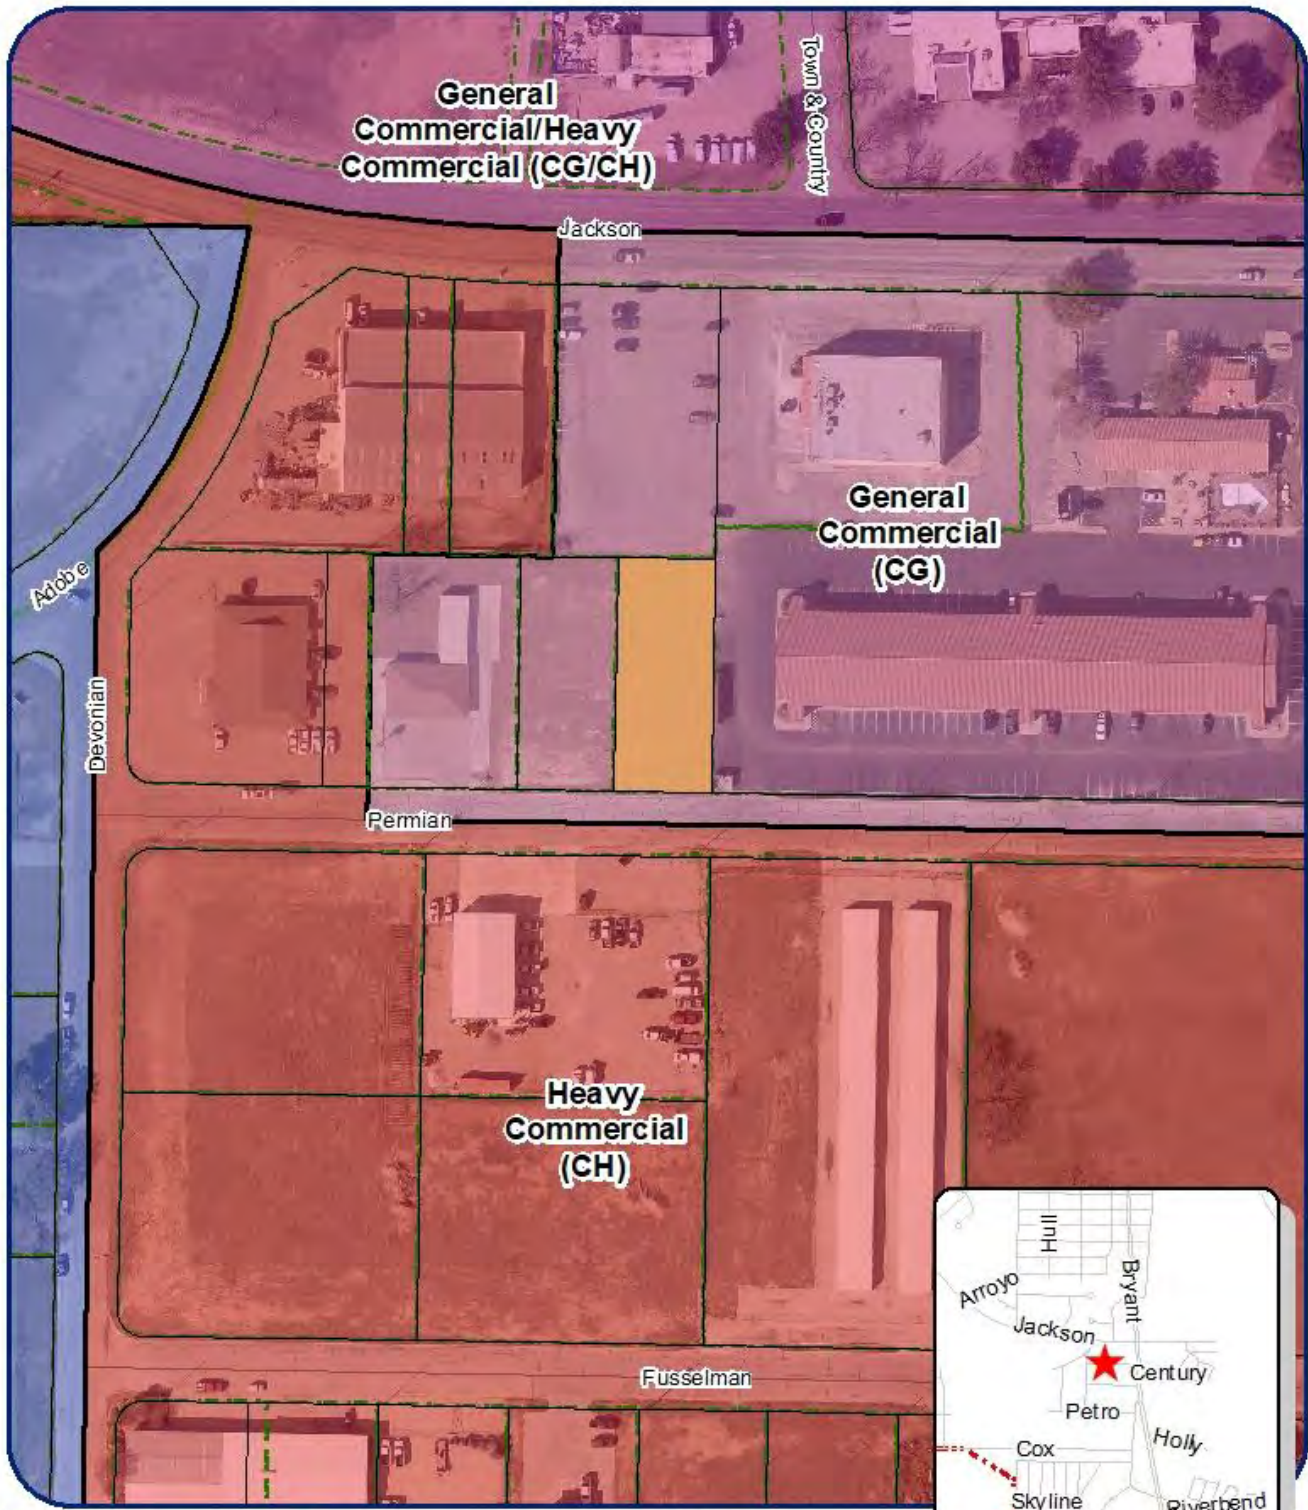 General
Commercial/Heavy
Commercial (CG/CH)
Town & Country
Jackson
General
Commercial
(CG)
Adobe
Devonian
Permian
Heavy
Commercial
(CH)
Fusselman
Hull
Bryant
Arroyo
Jackson
Century
Petro
Holly
Cox
Skyline
Riverbend